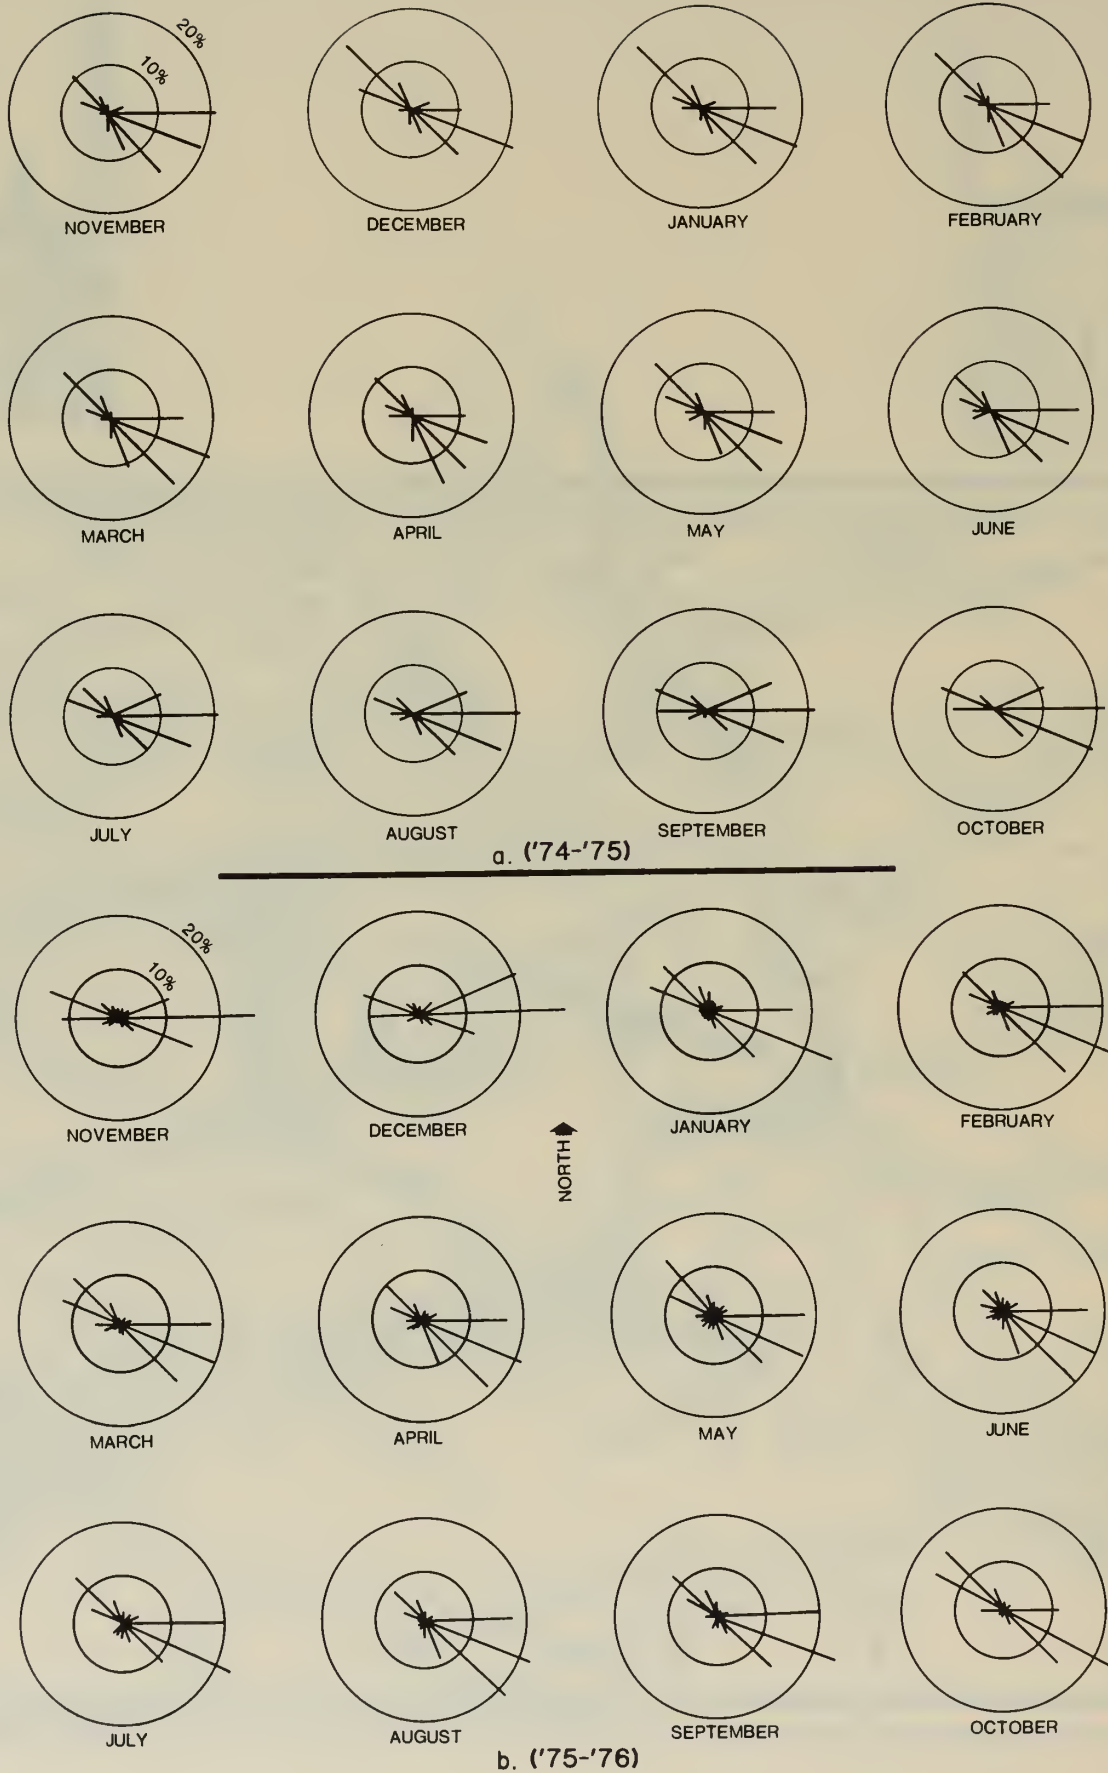 20%
10%
NOVEMBER DECEMBER JANUARY FEBRUARY
MARCH APRIL MAY JUNE
JULY AUGUST SEPTEMBER OCTOBER
a. ('74-'75)
20%
10%
NOVEMBER DECEMBER JANUARY FEBRUARY
NORTH
MARCH APRIL MAY JUNE
JULY AUGUST SEPTEMBER OCTOBER
b. ('75-'76)